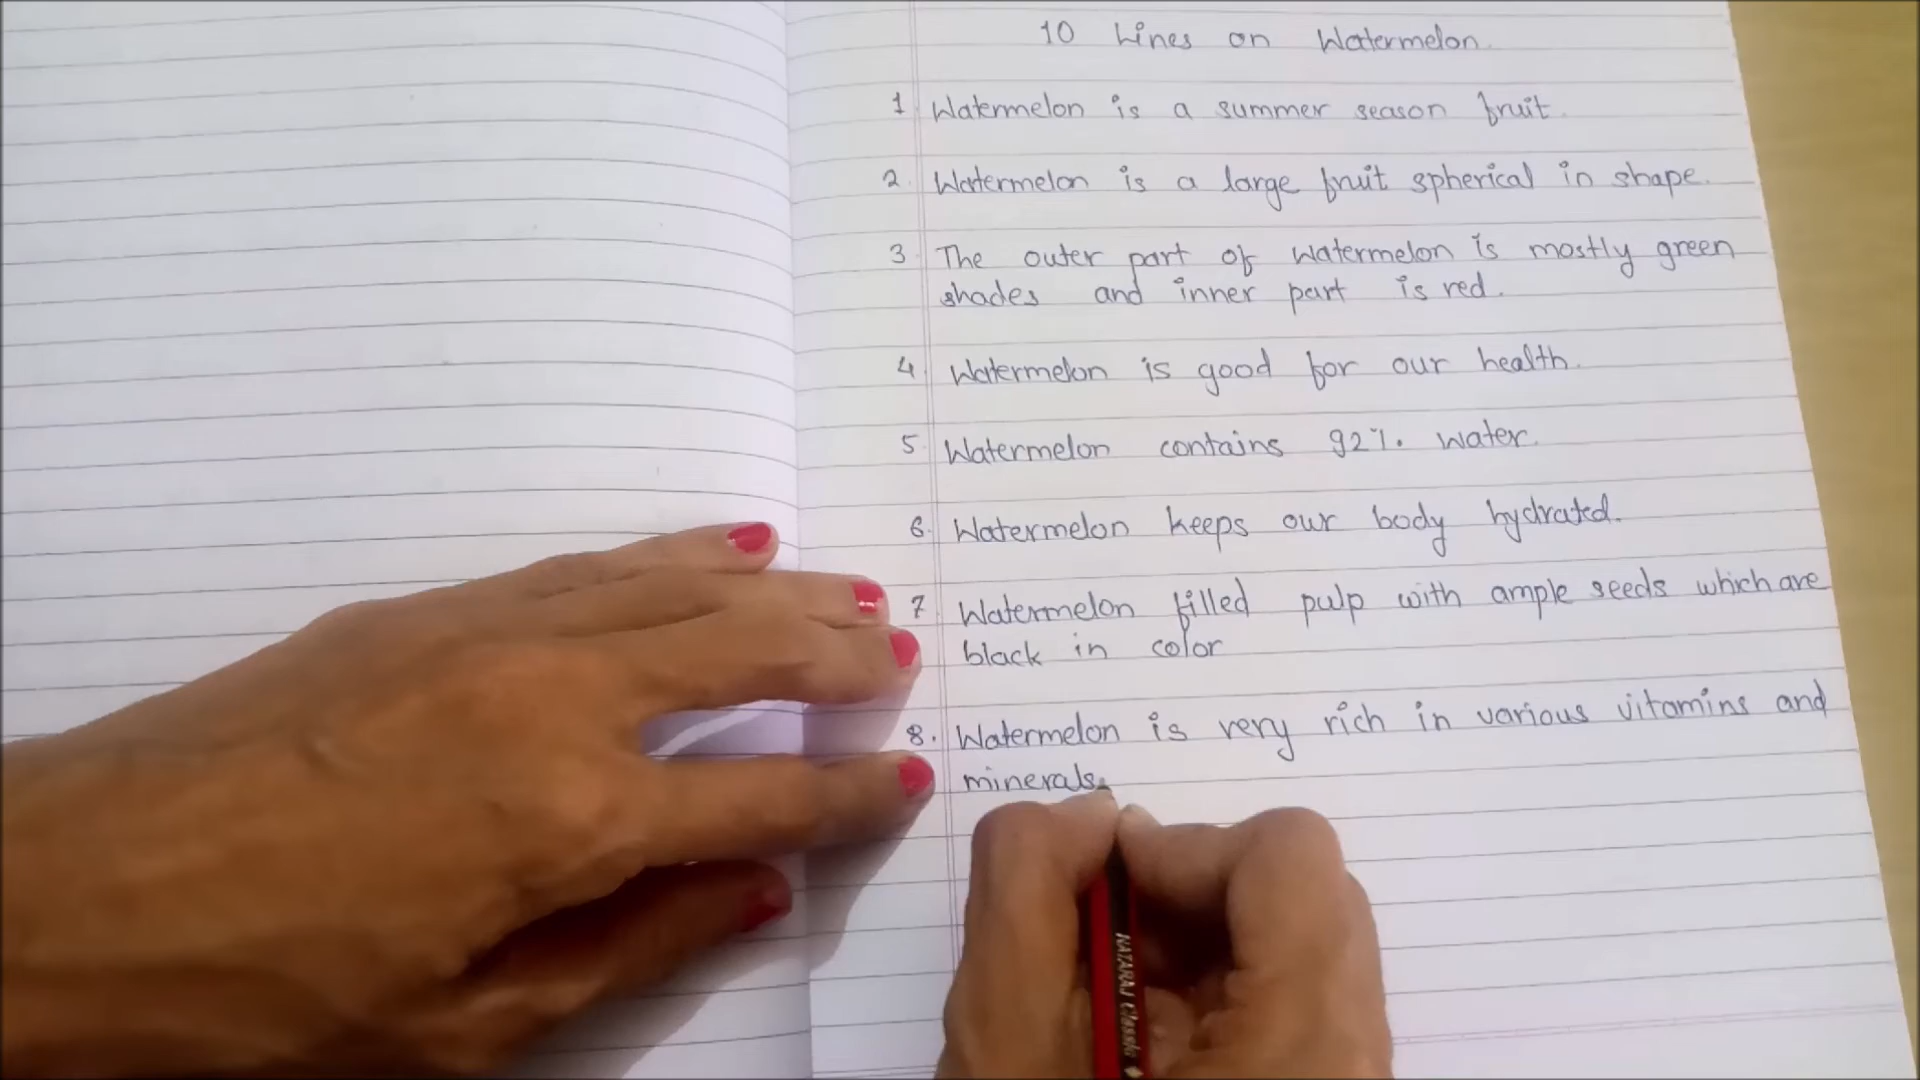 10 Lines on Watermelon.
1 Watermelon is a summer season fruit.
2. Watermelon is a large fruit spherical in shape.
3 The outer part of watermelon is mostly green
shades and inner part is red.
4 Watermelon is good for our health.
5. Watermelon contains 92% water.
6. Watermelon keeps our body hydrated.
7 Watermelon filled pulp with ample seeds which are
black in color
8. Watermelon is very rich in various vitamins and
minerals.
NATARAJ Classic